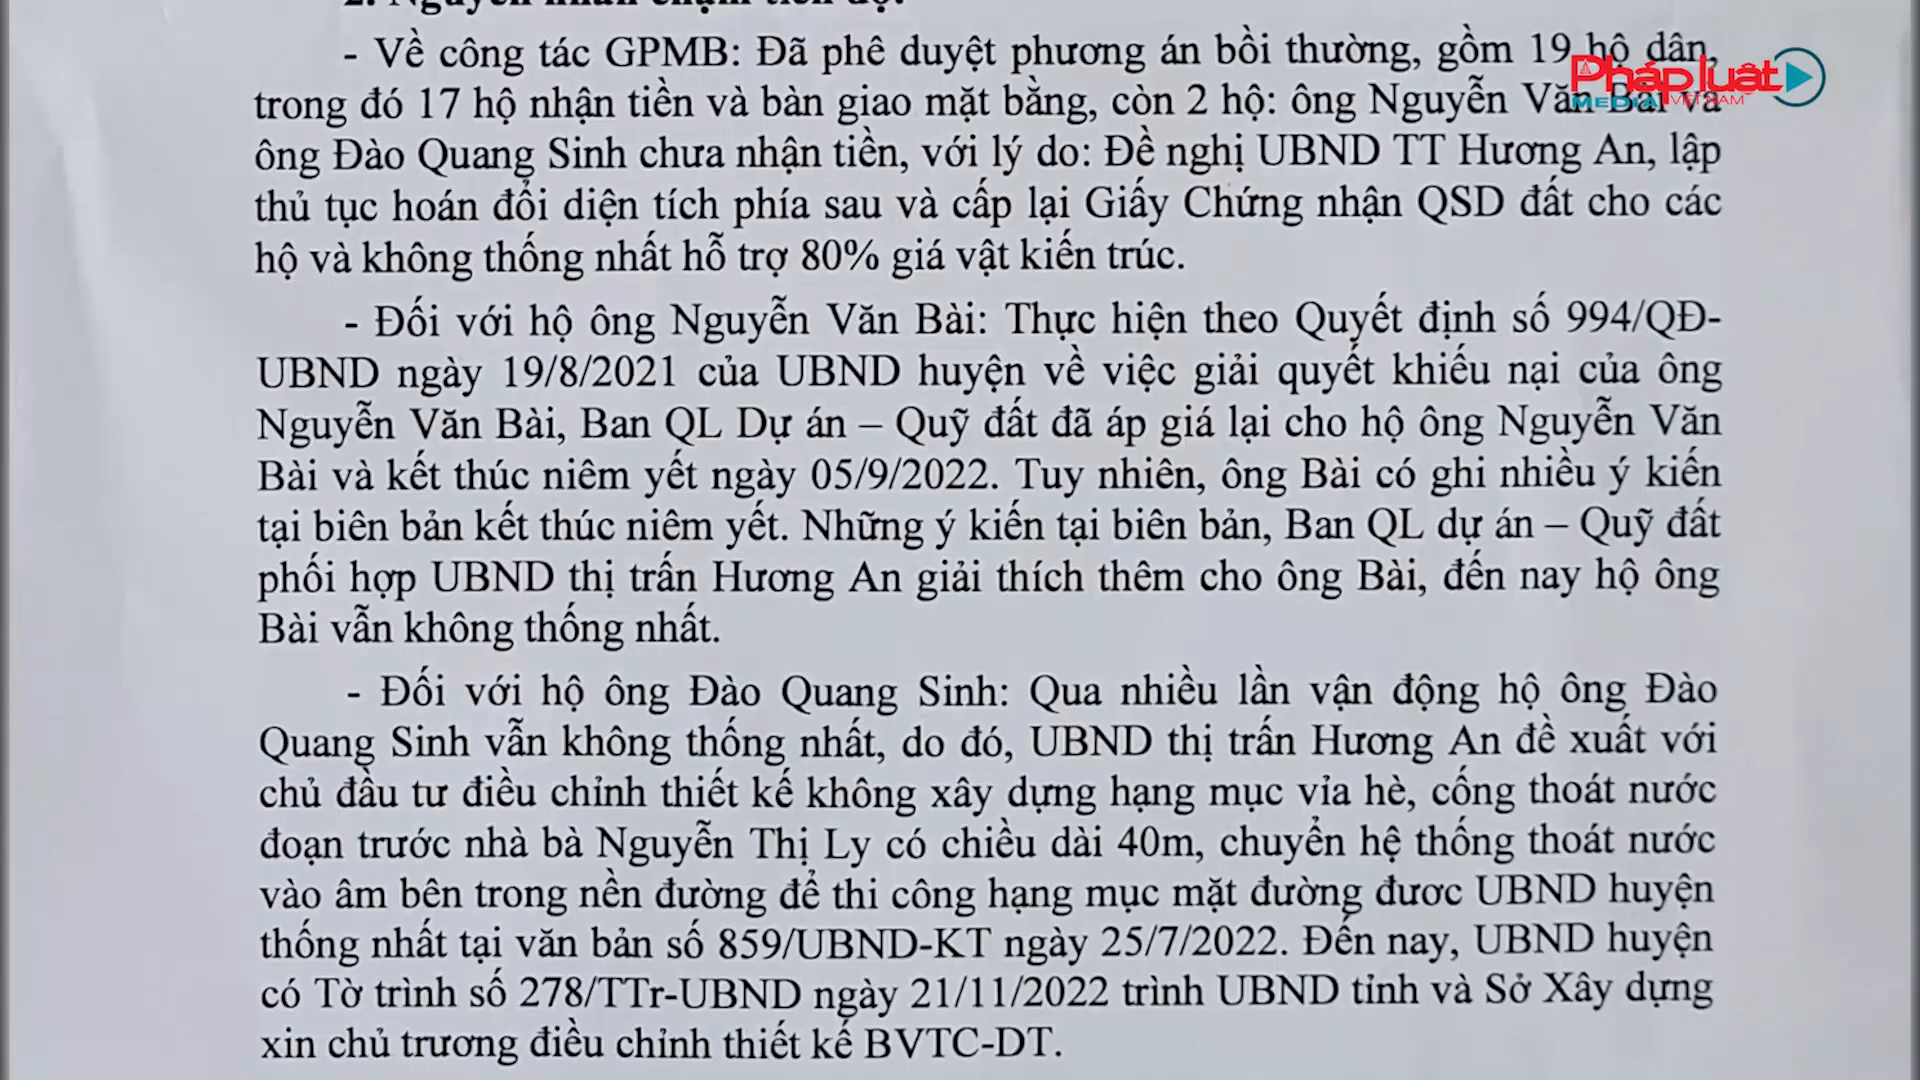 2. Nguyên nhân chậm tiến độ:
- Về công tác GPMB: Đã phê duyệt phương án bồi thường, gồm 19 hộ dân,
trong đó 17 hộ nhận tiền và bàn giao mặt bằng, còn 2 hộ: ông Nguyễn Văn Bài và
ông Đào Quang Sinh chưa nhận tiền, với lý do: Đề nghị UBND TT Hương An, lập
thủ tục hoán đổi diện tích phía sau và cấp lại Giấy Chứng nhận QSD đất cho các
hộ và không thống nhất hỗ trợ 80% giá vật kiến trúc.
- Đối với hộ ông Nguyễn Văn Bài: Thực hiện theo Quyết định số 994/QĐ-
UBND ngày 19/8/2021 của UBND huyện về việc giải quyết khiếu nại của ông
Nguyễn Văn Bài, Ban QL Dự án – Quỹ đất đã áp giá lại cho hộ ông Nguyễn Văn
Bài và kết thúc niêm yết ngày 05/9/2022. Tuy nhiên, ông Bài có ghi nhiều ý kiến
tại biên bản kết thúc niêm yết. Những ý kiến tại biên bản, Ban QL dự án – Quỹ đất
phối hợp UBND thị trấn Hương An giải thích thêm cho ông Bài, đến nay hộ ông
Bài vẫn không thống nhất.
- Đối với hộ ông Đào Quang Sinh: Qua nhiều lần vận động hộ ông Đào
Quang Sinh vẫn không thống nhất, do đó, UBND thị trấn Hương An đề xuất với
chủ đầu tư điều chỉnh thiết kế không xây dựng hạng mục vỉa hè, cống thoát nước
đoạn trước nhà bà Nguyễn Thị Ly có chiều dài 40m, chuyển hệ thống thoát nước
vào âm bên trong nền đường để thi công hạng mục mặt đường đươc UBND huyện
thống nhất tại văn bản số 859/UBND-KT ngày 25/7/2022. Đến nay, UBND huyện
có Tờ trình số 278/TTr-UBND ngày 21/11/2022 trình UBND tỉnh và Sở Xây dựng
xin chủ trương điều chỉnh thiết kế BVTC-DT.
Pháp luật
MEDIA VIỆT NAM